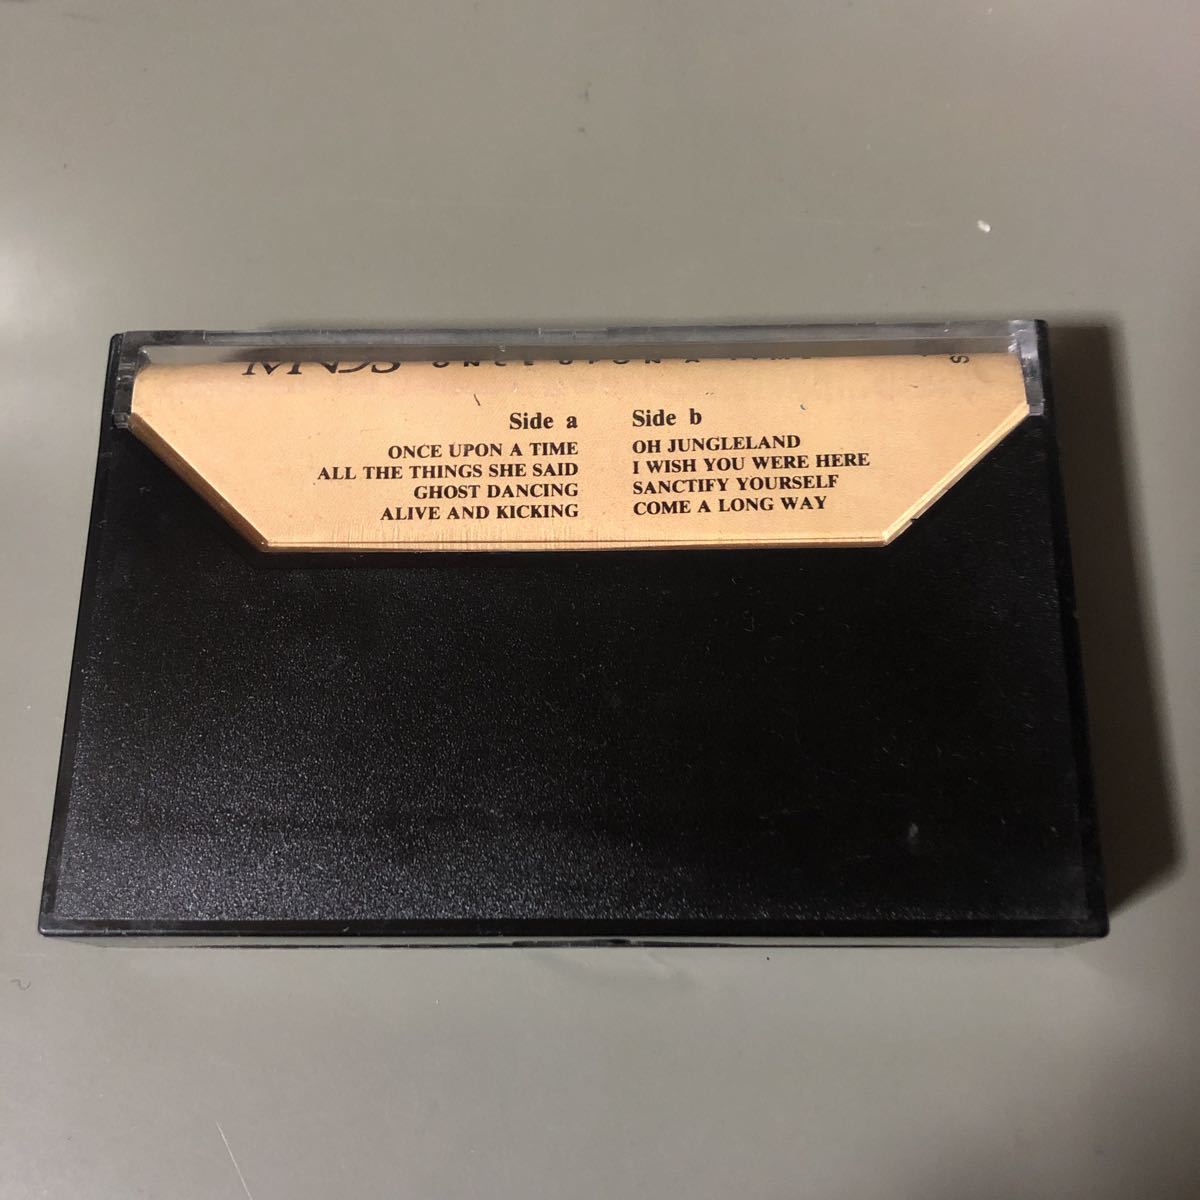 MNDS ONCE UPON A TIME S
Side a
ONCE UPON A TIME
ALL THE THINGS SHE SAID
GHOST DANCING
ALIVE AND KICKING
Side b
OH JUNGLELAND
I WISH YOU WERE HERE
SANCTIFY YOURSELF
COME A LONG WAY